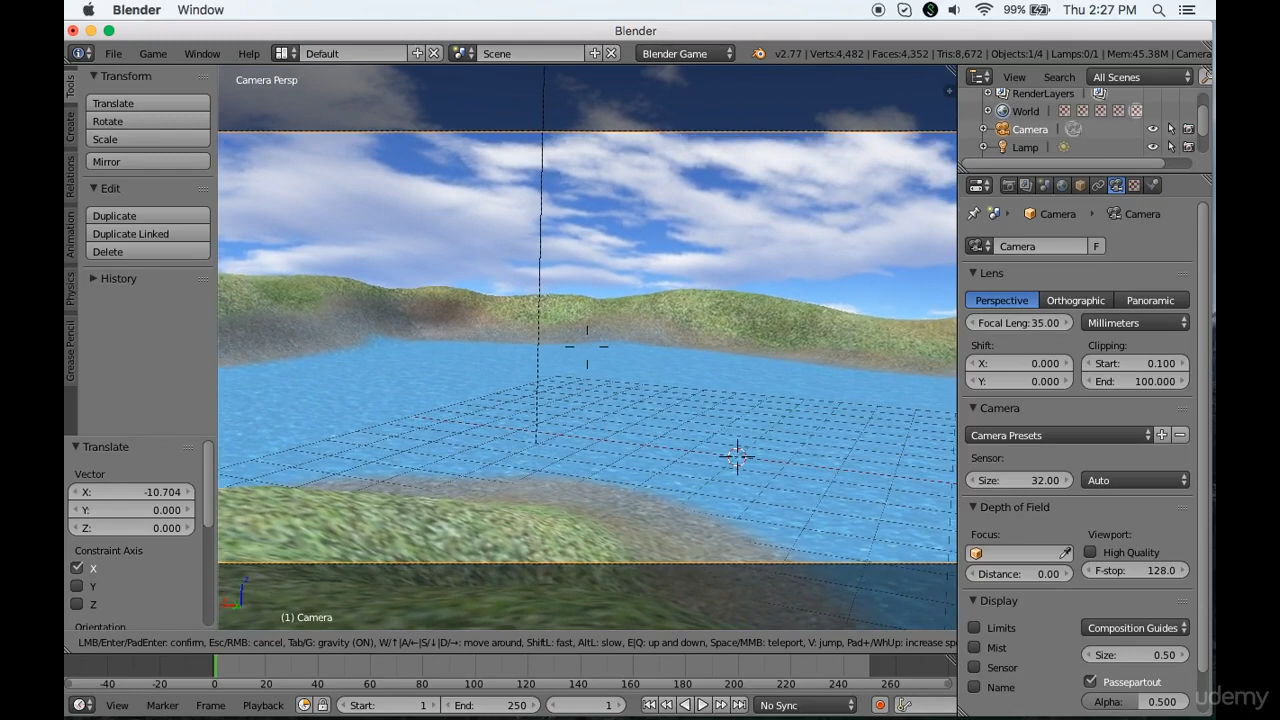 Blender Window 99% Thu 2:27 PM
Blender
File Game Window Help Default Scene Blender Game v2.77 | Verts:4,482 | Faces:4,352 | Tris:8,672 | Objects:1/4 | Lamps:0/1 | Mem:45.38M | Camera
Tools
Create
Relations
Animation
Physics
Grease Pencil
Transform
Translate
Rotate
Scale
Mirror
Edit
Duplicate
Duplicate Linked
Delete
History
Translate
Vector
X: -10.704
Y: 0.000
Z: 0.000
Constraint Axis
X
Y
Z
Orientation
Camera Persp
(1) Camera
LMB/Enter/PadEnter: confirm, Esc/RMB: cancel, Tab/G: gravity (ON), W/↑|A/←|S/↓|D/→: move around, ShiftL: fast, AltL: slow, E|Q: up and down, Space/MMB: teleport, V: jump, Pad+/WhUp: increase sp
-40 -20 0 20 40 60 80 100 120 140 160 180 200 220 240 260
View Marker Frame Playback Start: 1 End: 250 1 No Sync
View Search All Scenes
RenderLayers
World
Camera
Lamp
Camera Camera
Camera F
Lens
Perspective Orthographic Panoramic
Focal Len: 35.00 Millimeters
Shift: Clipping:
X: 0.000 Start: 0.100
Y: 0.000 End: 100.000
Camera
Camera Presets
Sensor:
Size: 32.00 Auto
Depth of Field
Focus: Viewport:
High Quality
Distance: 0.00 F-stop: 128.0
Display
Limits Composition Guides
Mist Size: 0.50
Sensor
Passepartout
Name Alpha: 0.500
udemy